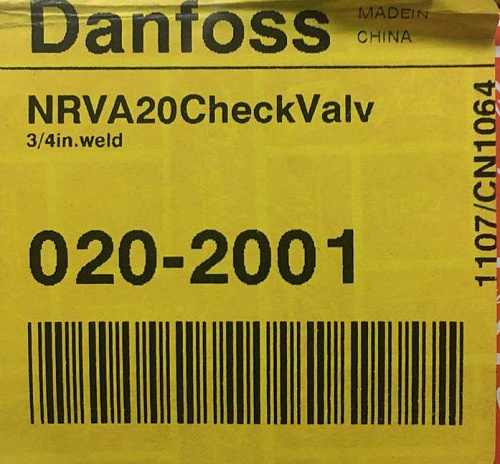 Danfoss
MADEIN
CHINA
NRVA20CheckValv
3/4in.weld
020-2001
1107/CN1064